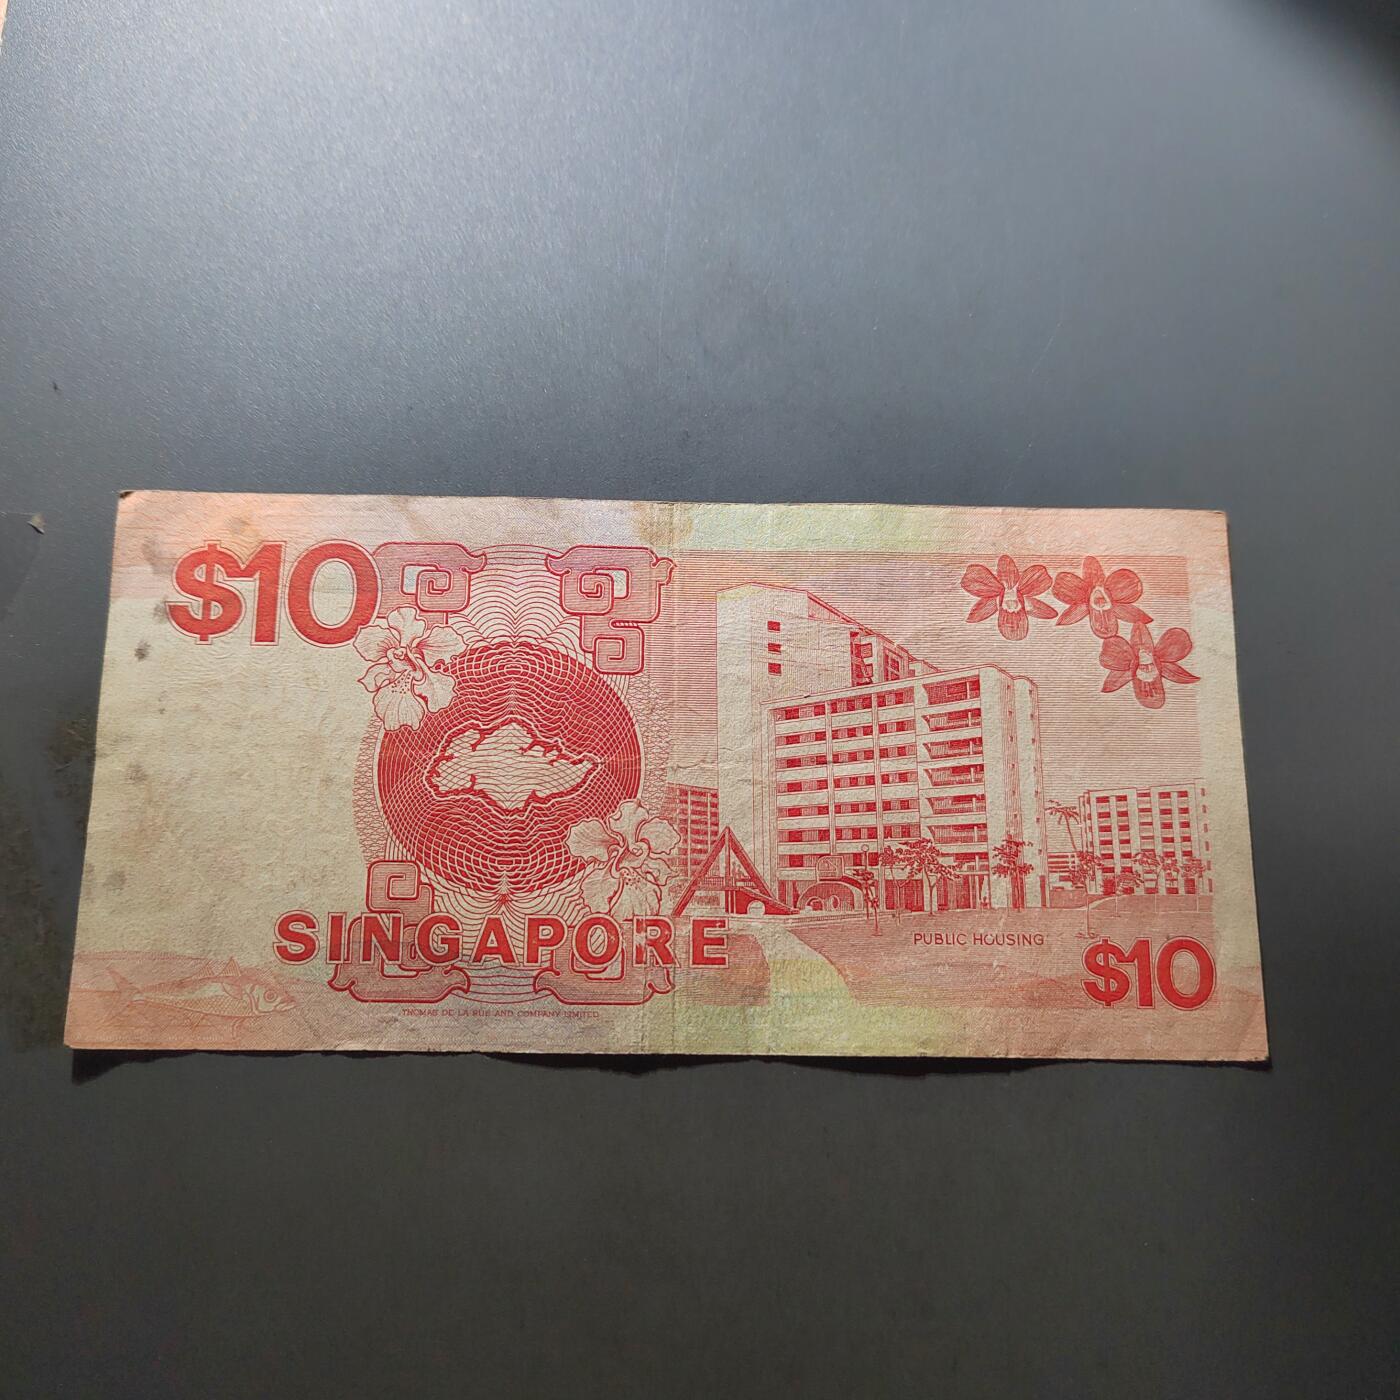 $10
SINGAPORE
PUBLIC HOUSING
$10
THOMAS DE LA RUE AND COMPANY LIMITED